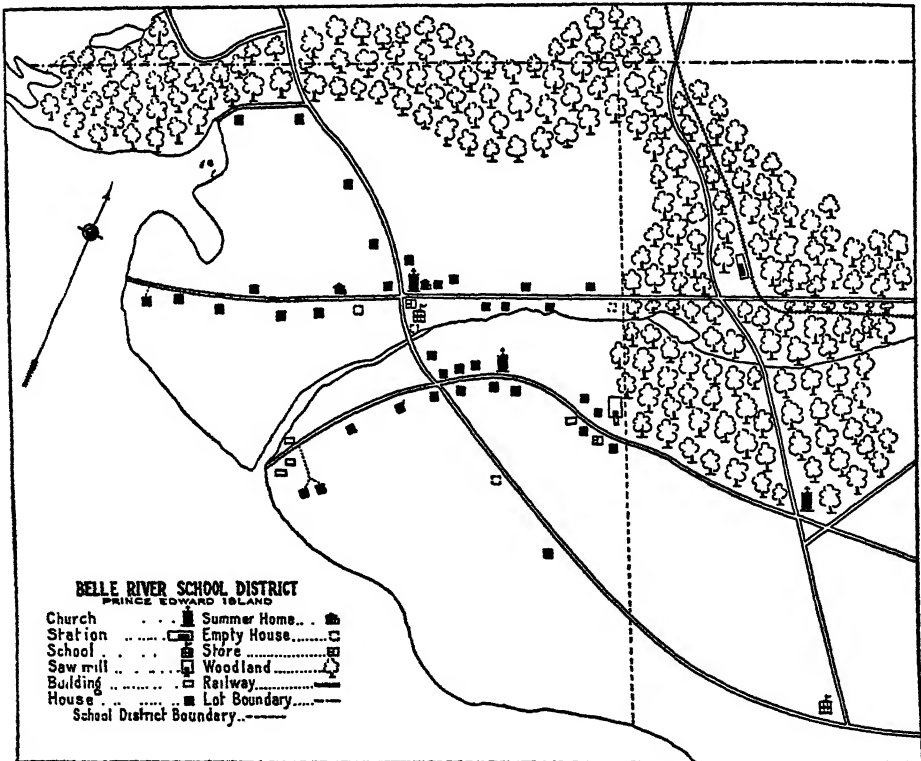 BELLE RIVER SCHOOL DISTRICT
PRINCE EDWARD ISLAND
Church . . . . Summer Home . . .
Station ........ Empty House ........
School . . . . Store ..............
Saw mill ........ Woodland ............
Building ........ Railway ............
House ........ Lot Boundary .....
School District Boundary ..